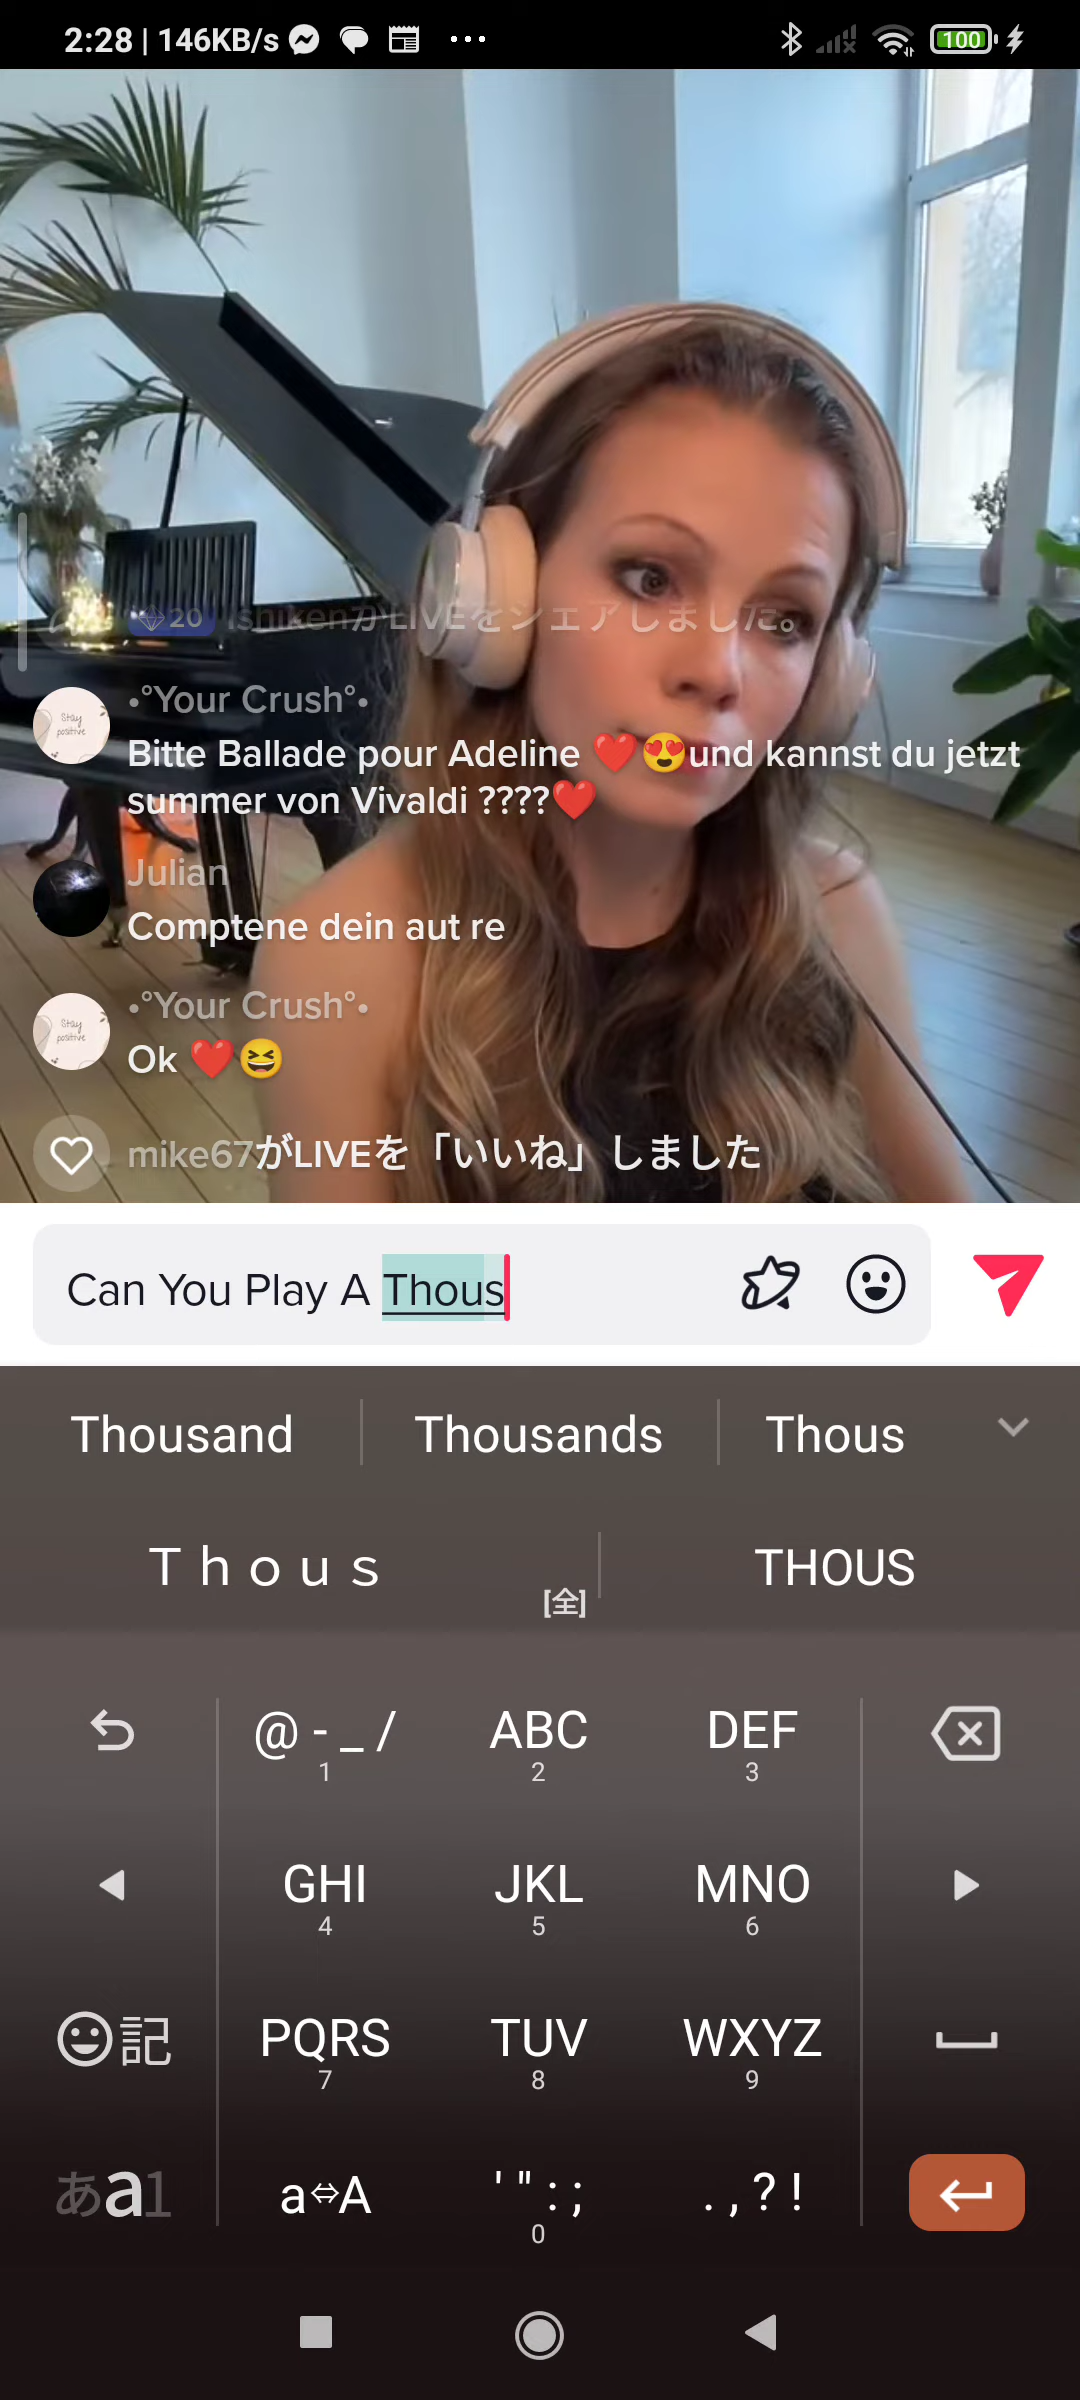 2:28 | 146KB/s
100
20 IshikenがLIVEをシェアしました。
•°Your Crush°•
Bitte Ballade pour Adeline ❤️😍und kannst du jetzt
summer von Vivaldi ????❤️
Julian
Comptene dein aut re
•°Your Crush°•
Ok ❤️😆
mike67がLIVEを「いいね」しました
Stay
positive
Stay
positive
Can You Play A Thous
Thousand Thousands Thous
Ｔｈｏｕｓ [全] THOUS
@-_/ ABC DEF
1 2 3
GHI JKL MNO
4 5 6
記 PQRS TUV WXYZ
7 8 9
あa1 a⇔A '":; .,?!
0